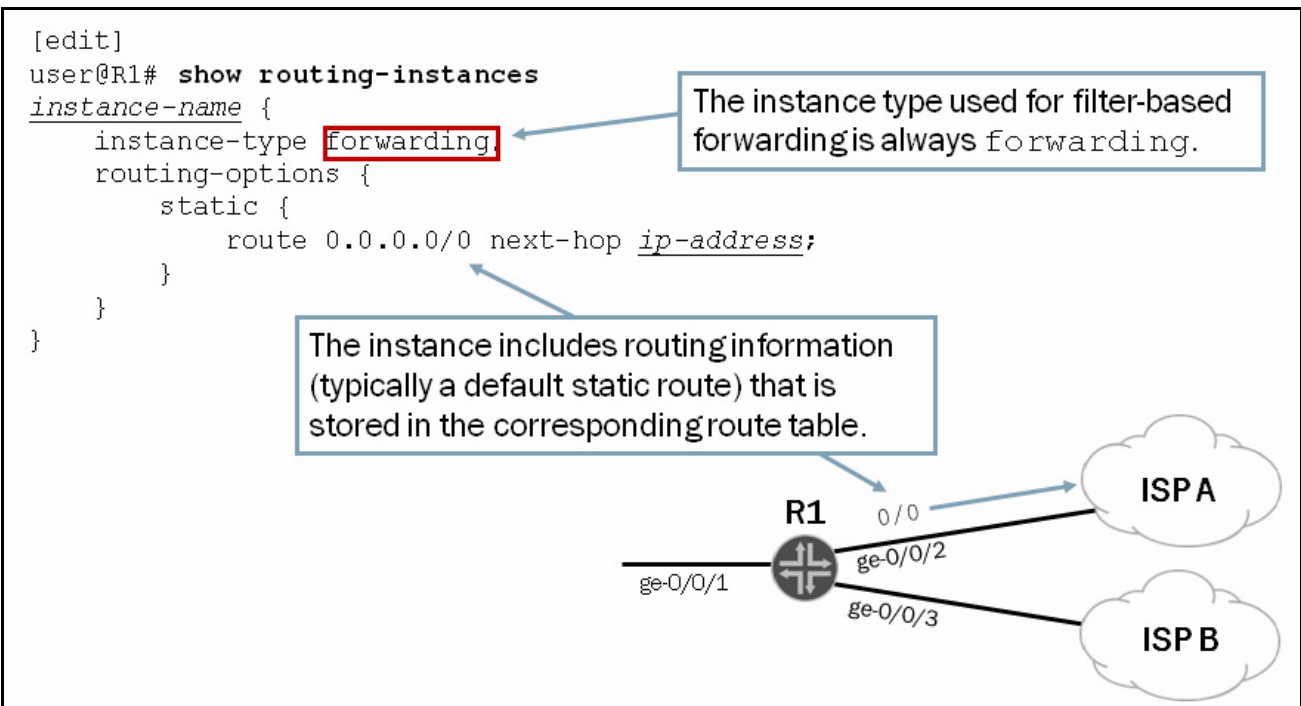 [edit]
user@R1# show routing-instances
instance-name {
    instance-type forwarding;
    routing-options {
        static {
            route 0.0.0.0/0 next-hop ip-address;
        }
    }
}
The instance type used for filter-based
forwarding is always forwarding.
The instance includes routing information
(typically a default static route) that is
stored in the corresponding route table.
R1
0/0
ISP A
ge-0/0/2
ge-0/0/1
ge-0/0/3
ISP B